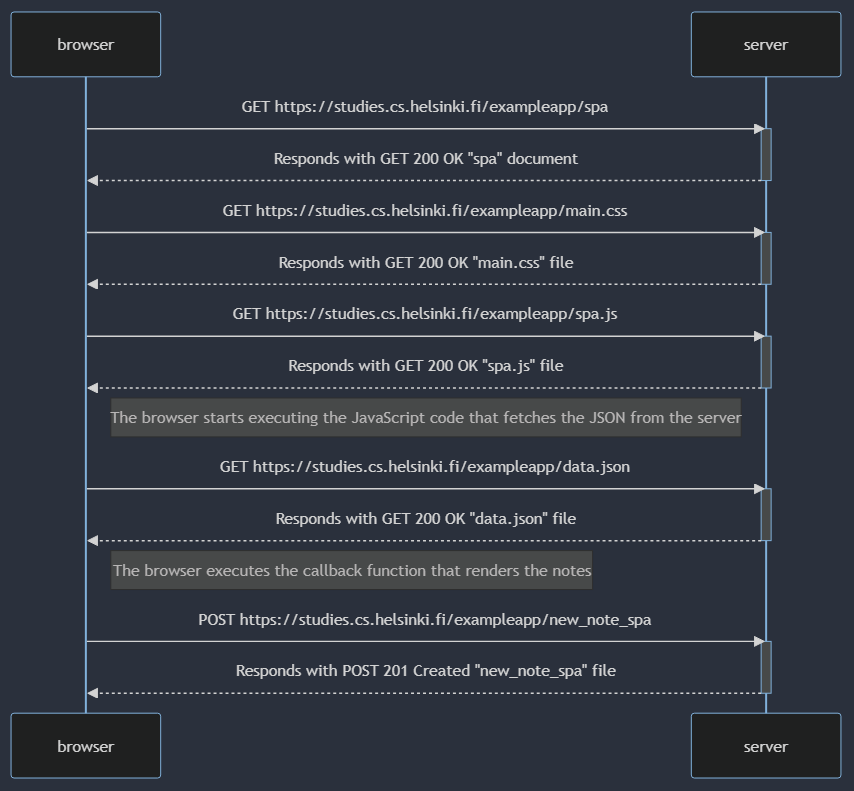 browser
server
GET https://studies.cs.helsinki.fi/exampleapp/spa
Responds with GET 200 OK "spa" document
GET https://studies.cs.helsinki.fi/exampleapp/main.css
Responds with GET 200 OK "main.css" file
GET https://studies.cs.helsinki.fi/exampleapp/spa.js
Responds with GET 200 OK "spa.js" file
The browser starts executing the JavaScript code that fetches the JSON from the server
GET https://studies.cs.helsinki.fi/exampleapp/data.json
Responds with GET 200 OK "data.json" file
The browser executes the callback function that renders the notes
POST https://studies.cs.helsinki.fi/exampleapp/new_note_spa
Responds with POST 201 Created "new_note_spa" file
browser
server